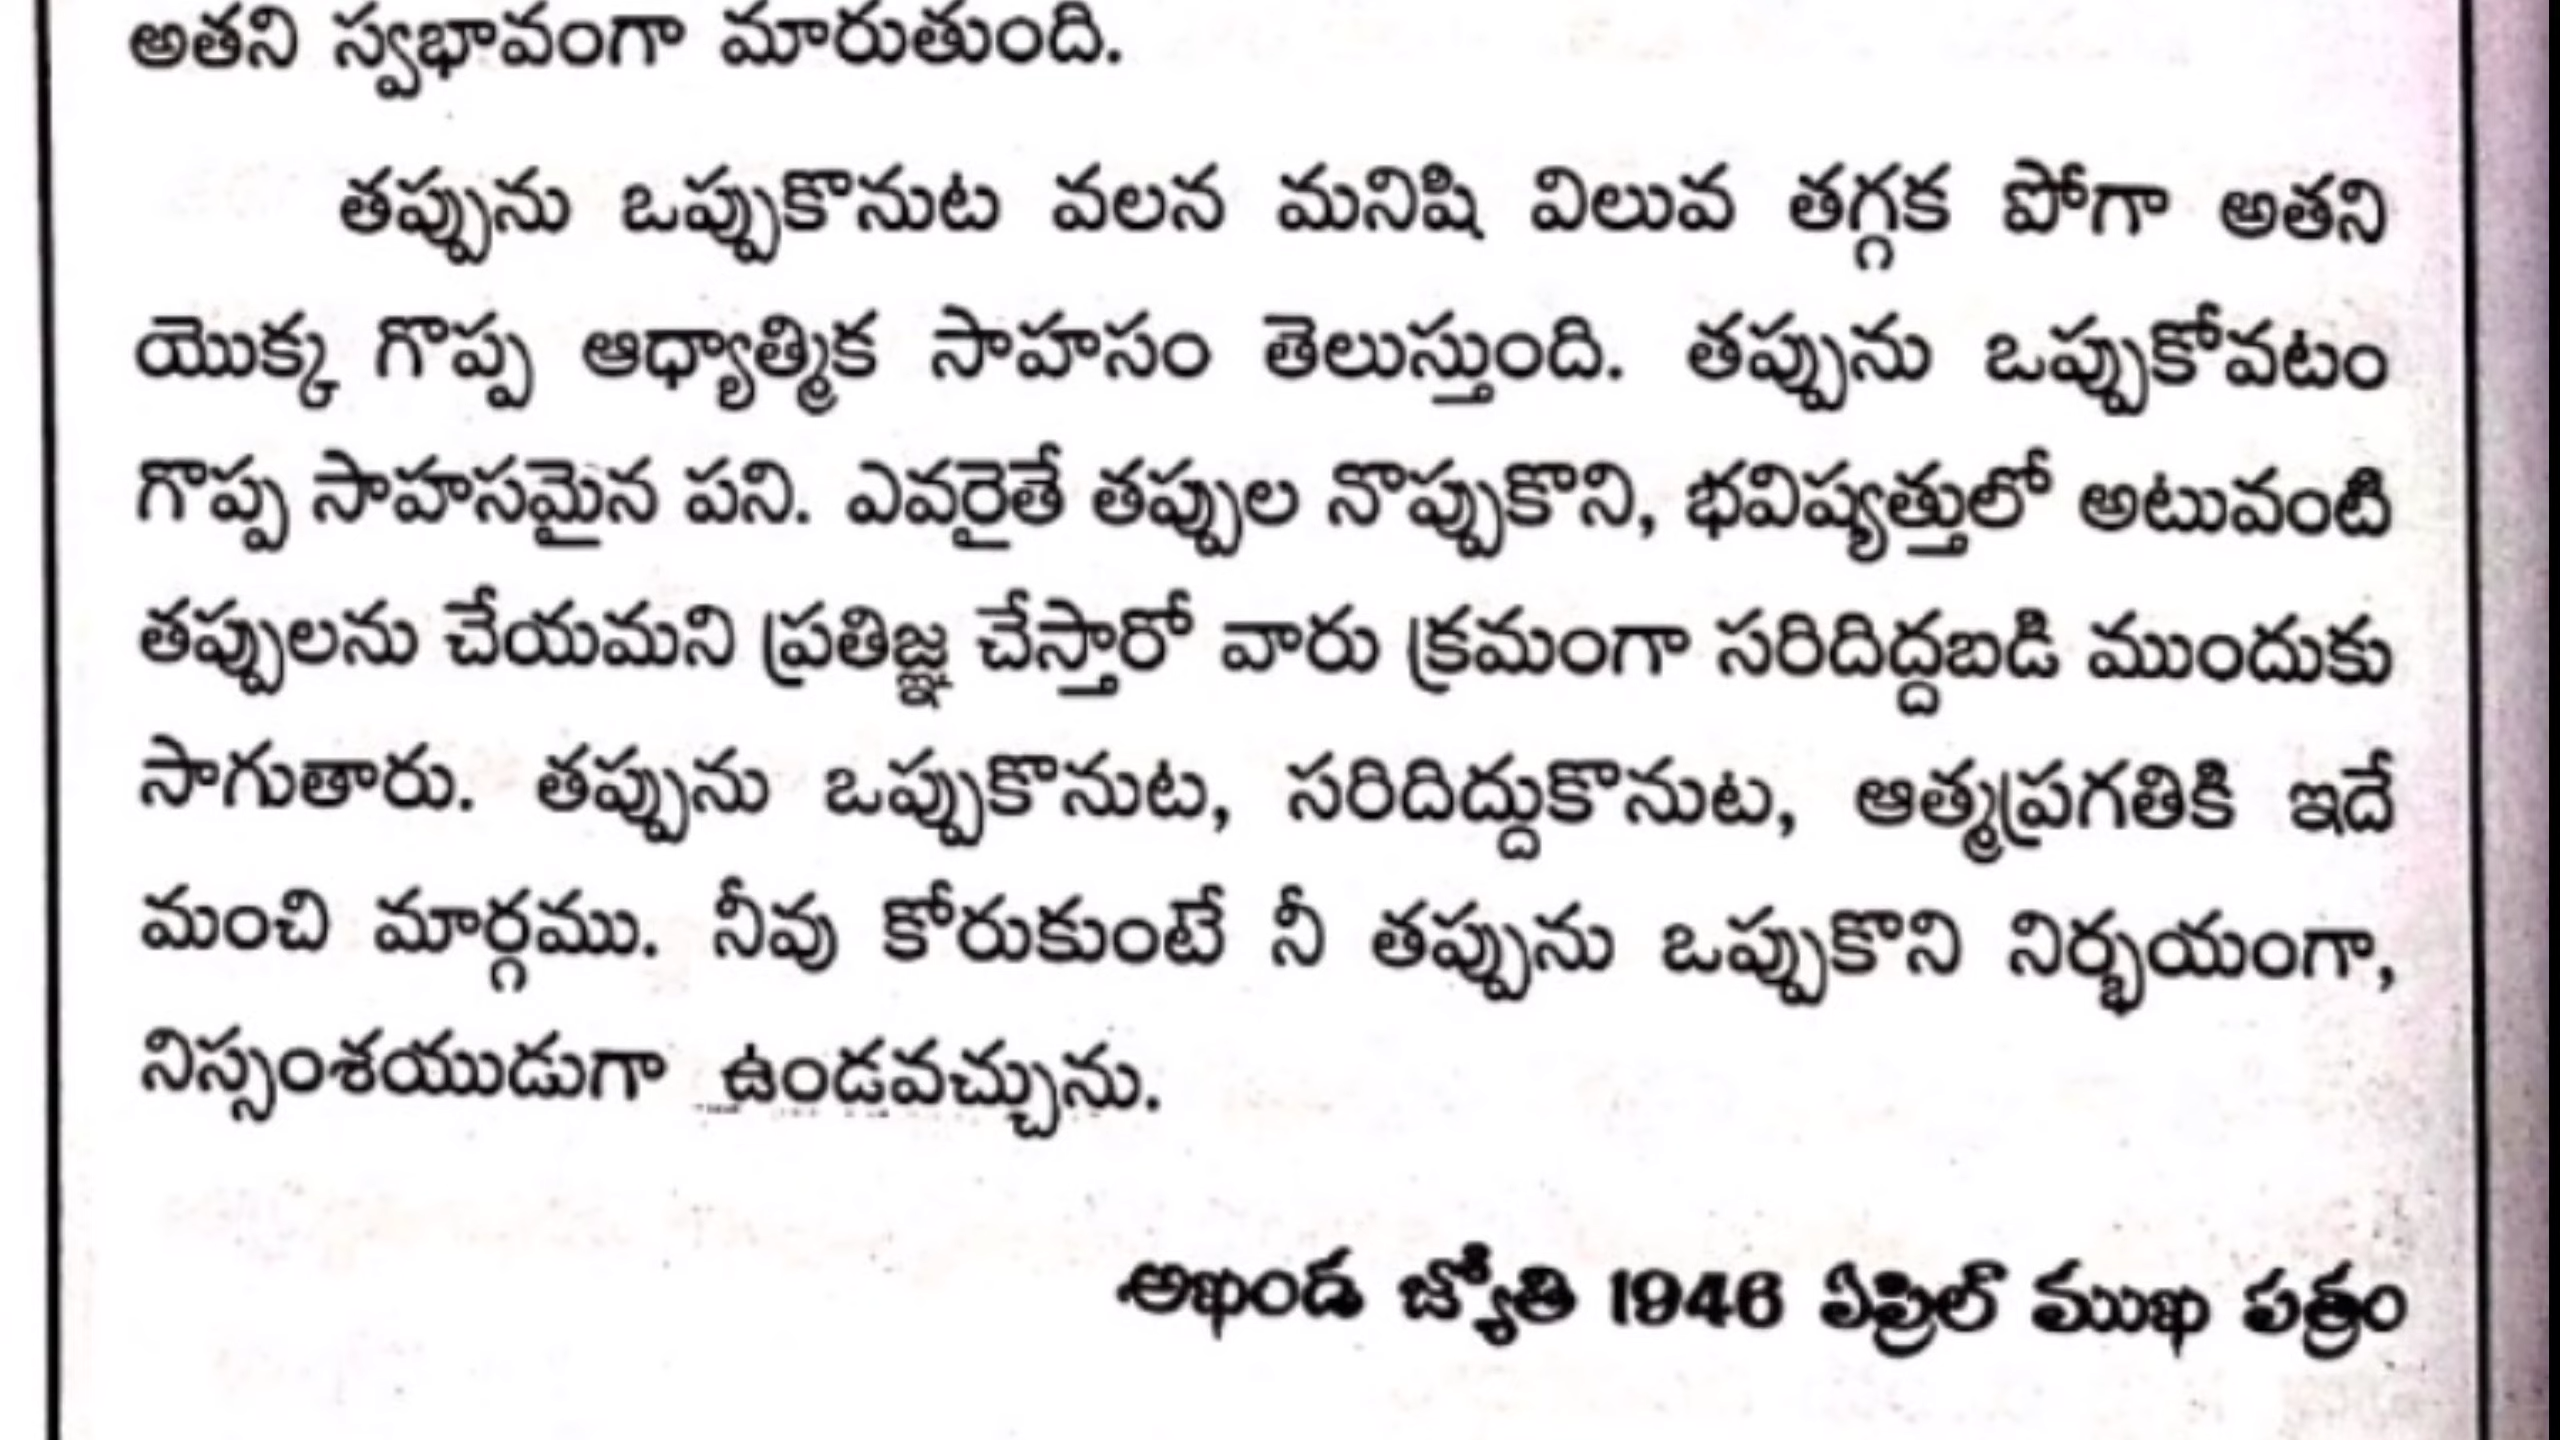 అతని స్వభావంగా మారుతుంది.
తప్పును ఒప్పుకొనుట వలన మనిషి విలువ తగ్గక పోగా అతని
యొక్క గొప్ప ఆధ్యాత్మిక సాహసం తెలుస్తుంది. తప్పును ఒప్పుకోవటం
గొప్ప సాహసమైన పని. ఎవరైతే తప్పుల నొప్పుకొని, భవిష్యత్తులో అటువంటి
తప్పులను చేయమని ప్రతిజ్ఞ చేస్తారో వారు క్రమంగా సరిదిద్దబడి ముందుకు
సాగుతారు. తప్పును ఒప్పుకొనుట, సరిదిద్దుకొనుట, ఆత్మప్రగతికి ఇదే
మంచి మార్గము. నీవు కోరుకుంటే నీ తప్పును ఒప్పుకొని నిర్భయంగా,
నిస్సంశయుడుగా ఉండవచ్చును.
అఖండ జ్యోతి 1946 ఏప్రిల్ ముఖ పత్రం